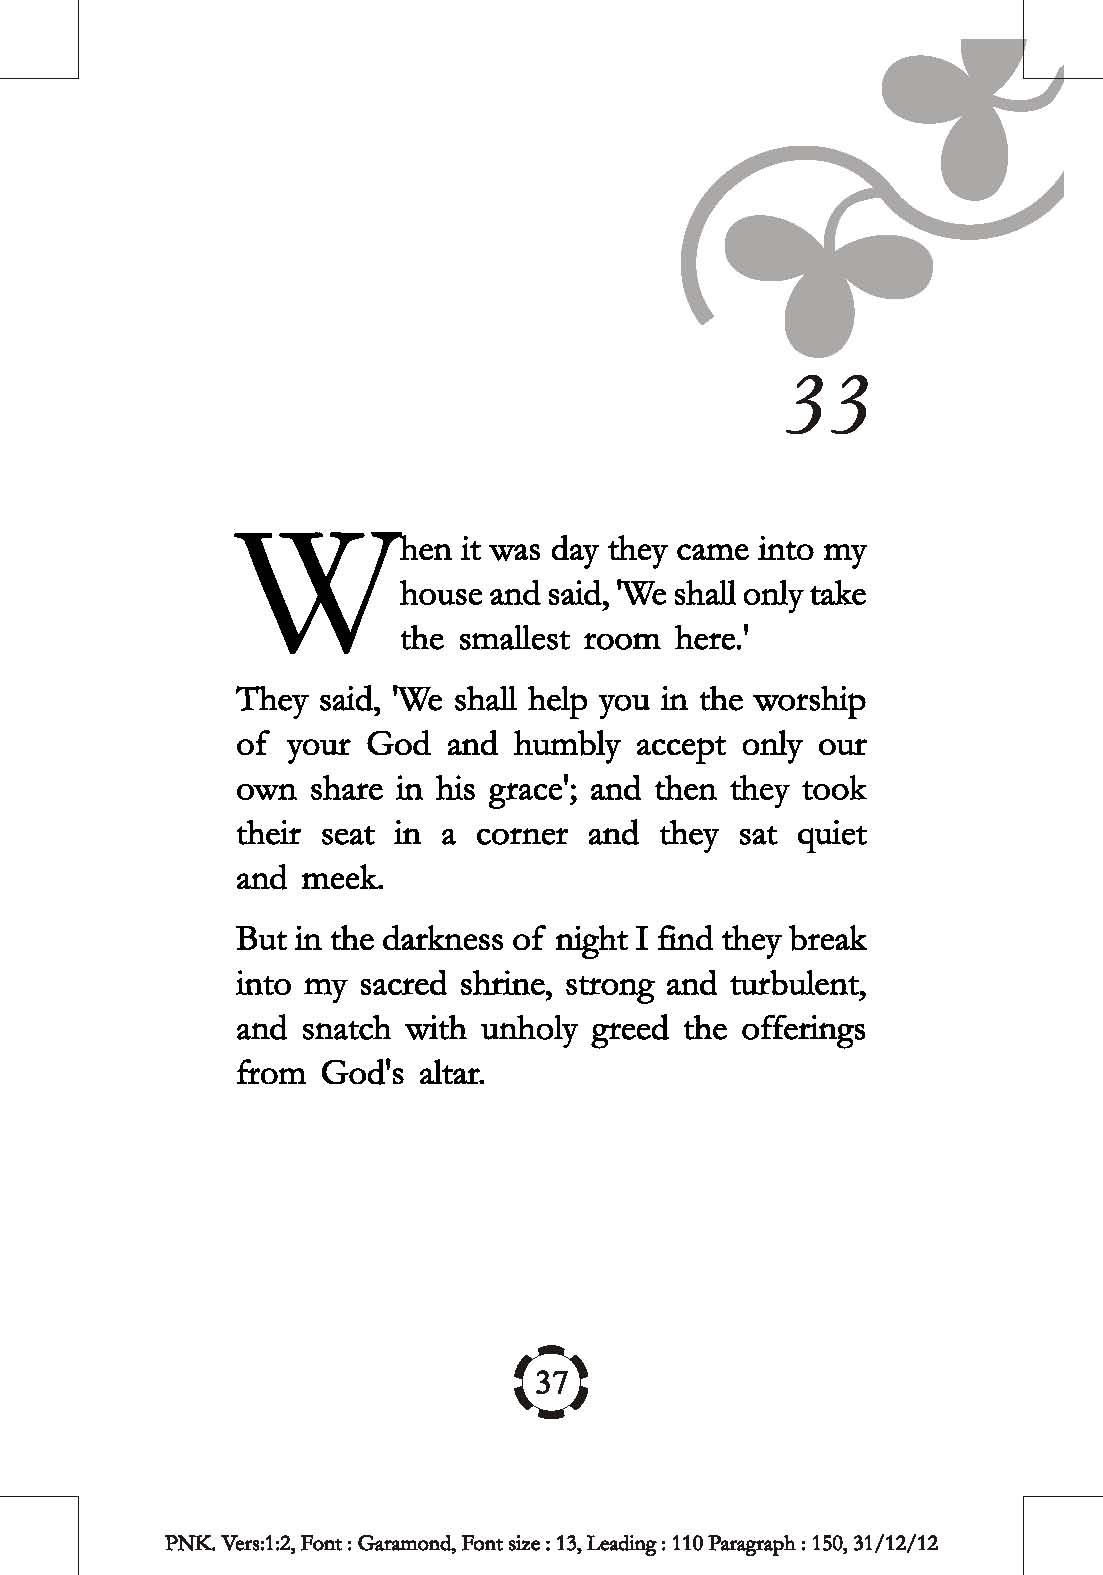 33
When it was day they came into my
house and said, 'We shall only take
the smallest room here.'
They said, 'We shall help you in the worship
of your God and humbly accept only our
own share in his grace'; and then they took
their seat in a corner and they sat quiet
and meek.
But in the darkness of night I find they break
into my sacred shrine, strong and turbulent,
and snatch with unholy greed the offerings
from God's altar.
37
PNK. Vers:1:2, Font : Garamond, Font size : 13, Leading : 110 Paragraph : 150, 31/12/12